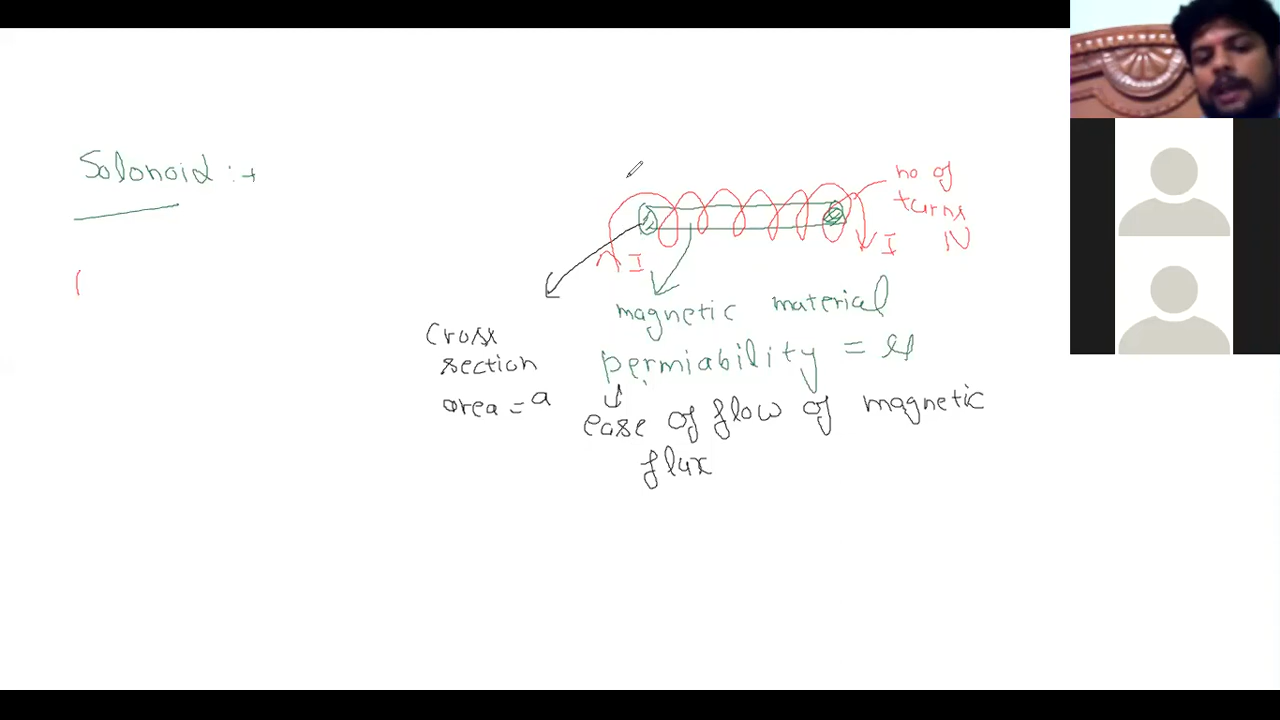 Solonoid :→
no of
turns
N
I
I
magnetic material
Cross
section
area = a
permiability = μ
ease of flow of magnetic
flux